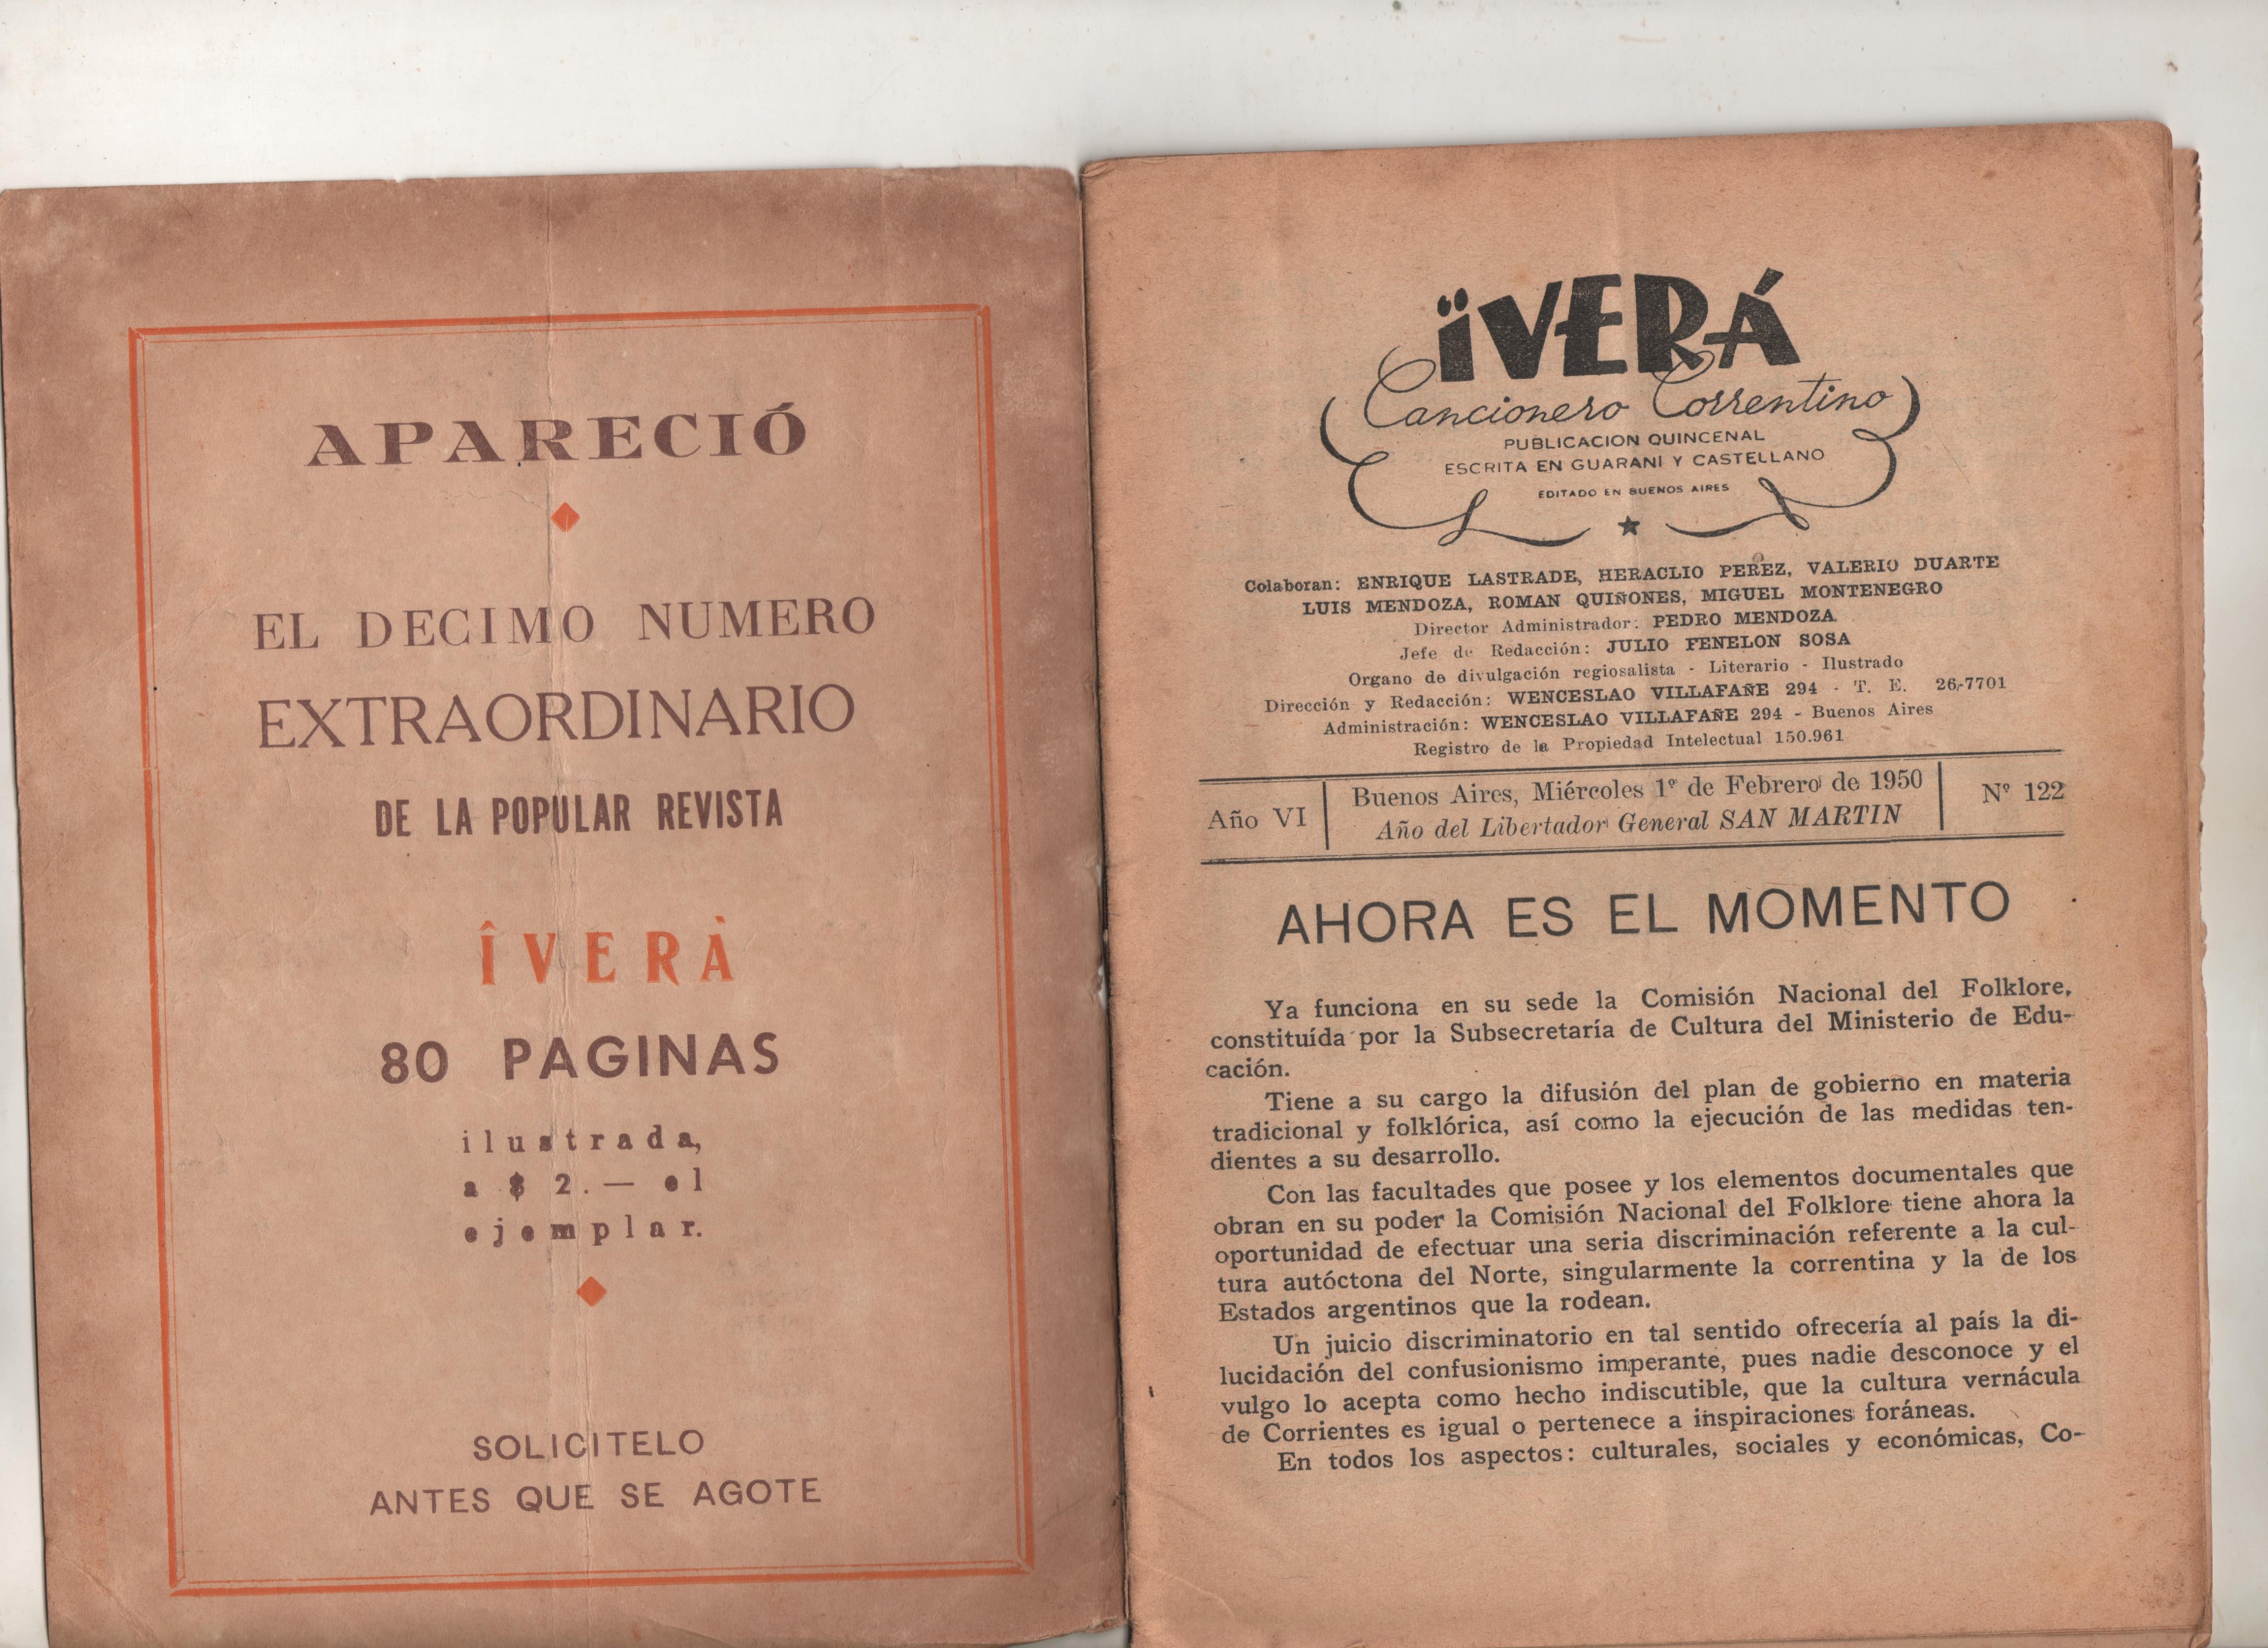 APARECIÓ
EL DECIMO NUMERO
EXTRAORDINARIO
DE LA POPULAR REVISTA
ÎVERÀ
80 PAGINAS
ilustrada,
a $ 2.— el
ejemplar.
SOLICITELO
ANTES QUE SE AGOTE
ïVERÁ
Cancionero Correntino
PUBLICACION QUINCENAL
ESCRITA EN GUARANI Y CASTELLANO
EDITADO EN BUENOS AIRES
Colaboran: ENRIQUE LASTRADE, HERACLIO PEREZ, VALERIO DUARTE
LUIS MENDOZA, ROMAN QUIÑONES, MIGUEL MONTENEGRO
Director Administrador: PEDRO MENDOZA
Jefe de Redacción: JULIO FENELON SOSA
Organo de divulgación regiosalista - Literario - Ilustrado
Dirección y Redacción: WENCESLAO VILLAFAÑE 294 - T. E. 26-7701
Administración: WENCESLAO VILLAFAÑE 294 - Buenos Aires
Registro de la Propiedad Intelectual 150.961
Año VI
Buenos Aires, Miércoles 1º de Febrero de 1950
Año del Libertador General SAN MARTIN
Nº 122
AHORA ES EL MOMENTO
Ya funciona en su sede la Comisión Nacional del Folklore,
constituída por la Subsecretaría de Cultura del Ministerio de Edu-
cación.
Tiene a su cargo la difusión del plan de gobierno en materia
tradicional y folklórica, así como la ejecución de las medidas ten-
dientes a su desarrollo.
Con las facultades que posee y los elementos documentales que
obran en su poder la Comisión Nacional del Folklore tiene ahora la
oportunidad de efectuar una seria discriminación referente a la cul-
tura autóctona del Norte, singularmente la correntina y la de los
Estados argentinos que la rodean.
Un juicio discriminatorio en tal sentido ofrecería al país la di-
lucidación del confusionismo imperante, pues nadie desconoce y el
vulgo lo acepta como hecho indiscutible, que la cultura vernácula
de Corrientes es igual o pertenece a inspiraciones foráneas.
En todos los aspectos: culturales, sociales y económicas, Co-